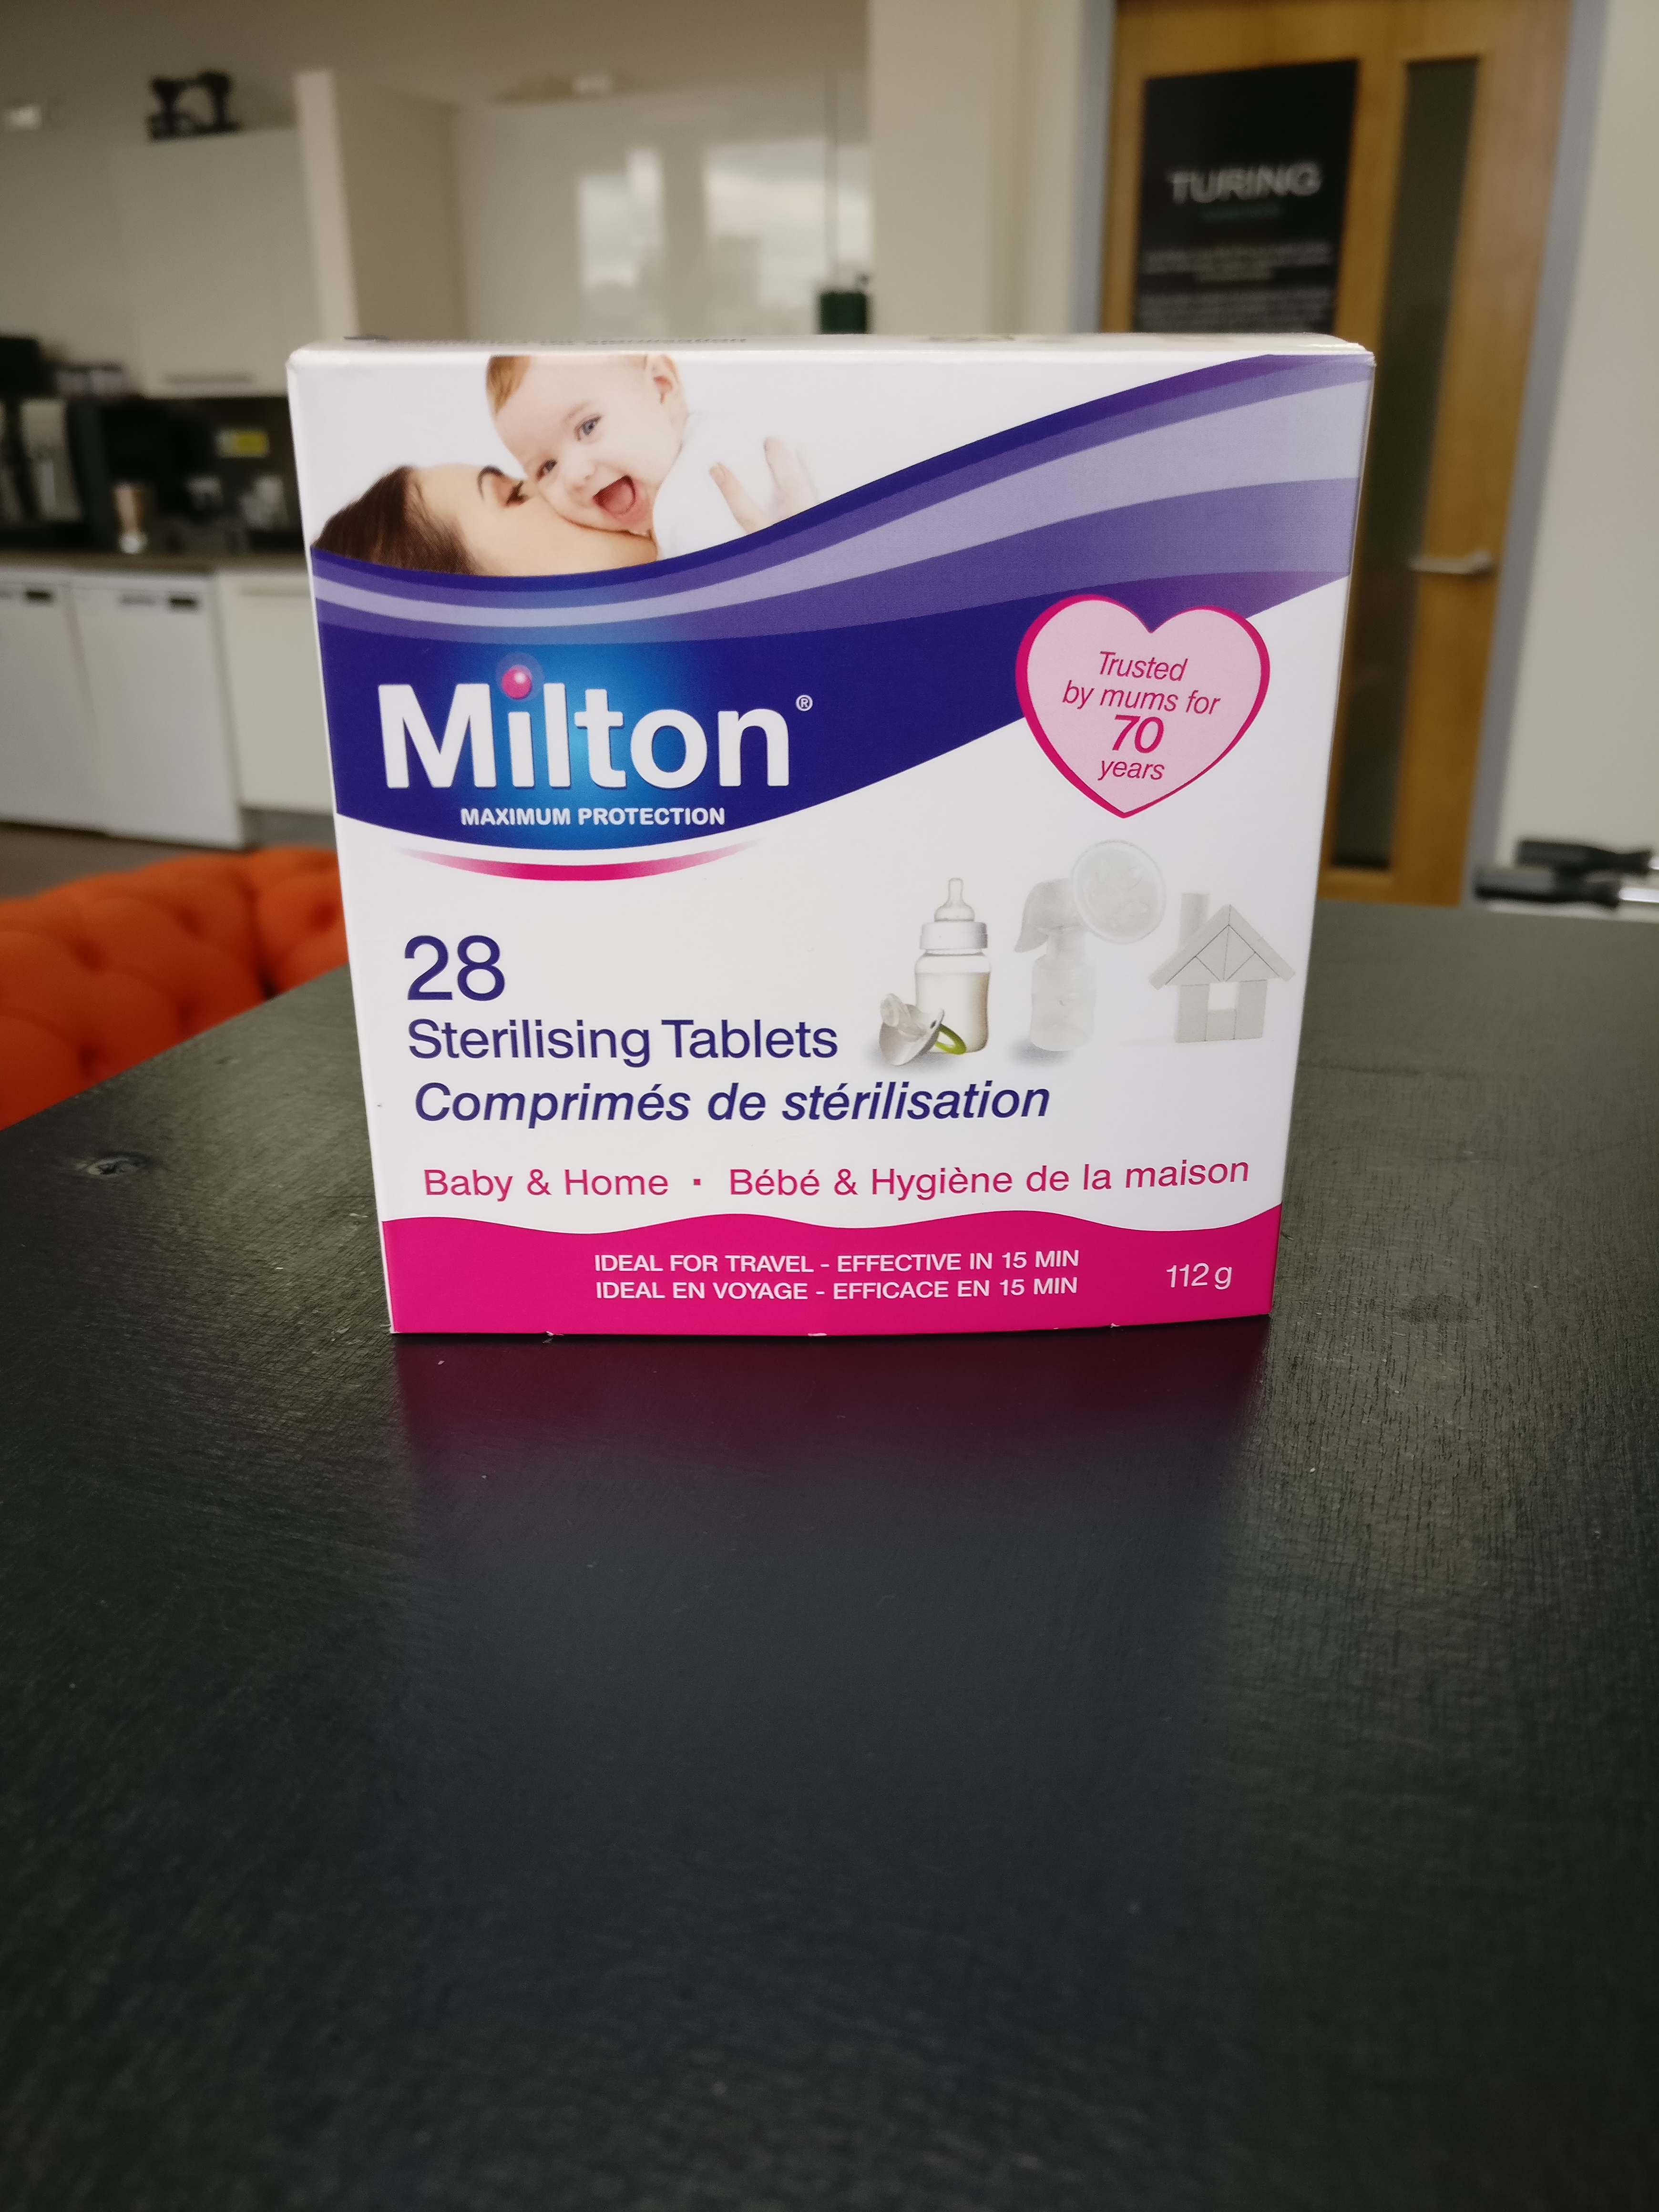 TURING
Milton®
MAXIMUM PROTECTION
Trusted
by mums for
70
years
28
Sterilising Tablets
Comprimés de stérilisation
Baby & Home · Bébé & Hygiène de la maison
IDEAL FOR TRAVEL - EFFECTIVE IN 15 MIN
IDEAL EN VOYAGE - EFFICACE EN 15 MIN
112 g